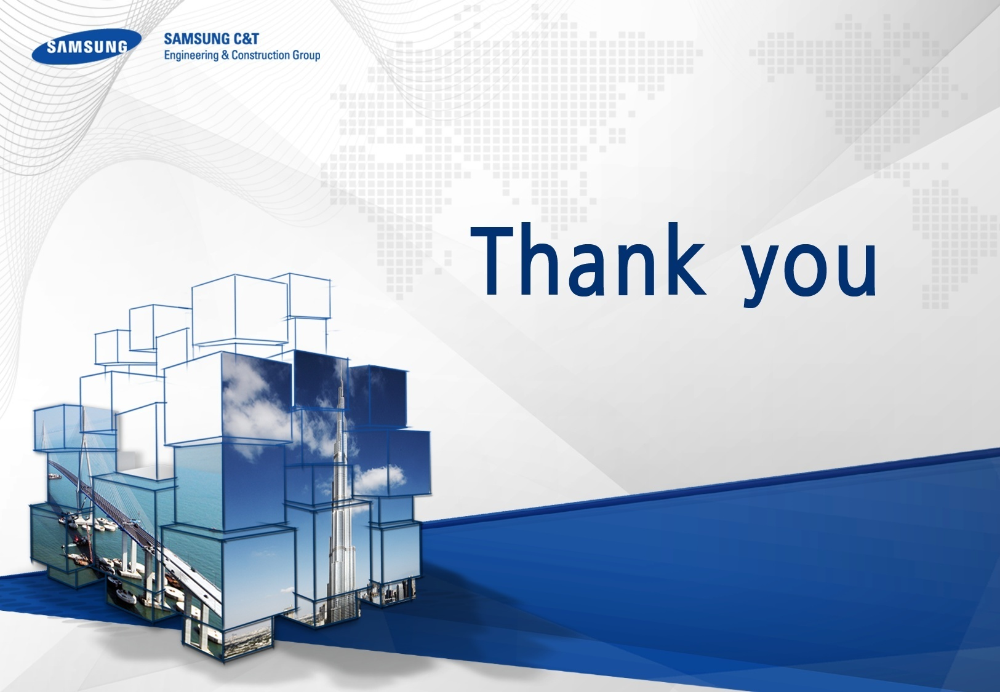 SAMSUNG
SAMSUNG C&T
Engineering & Construction Group
Thank you